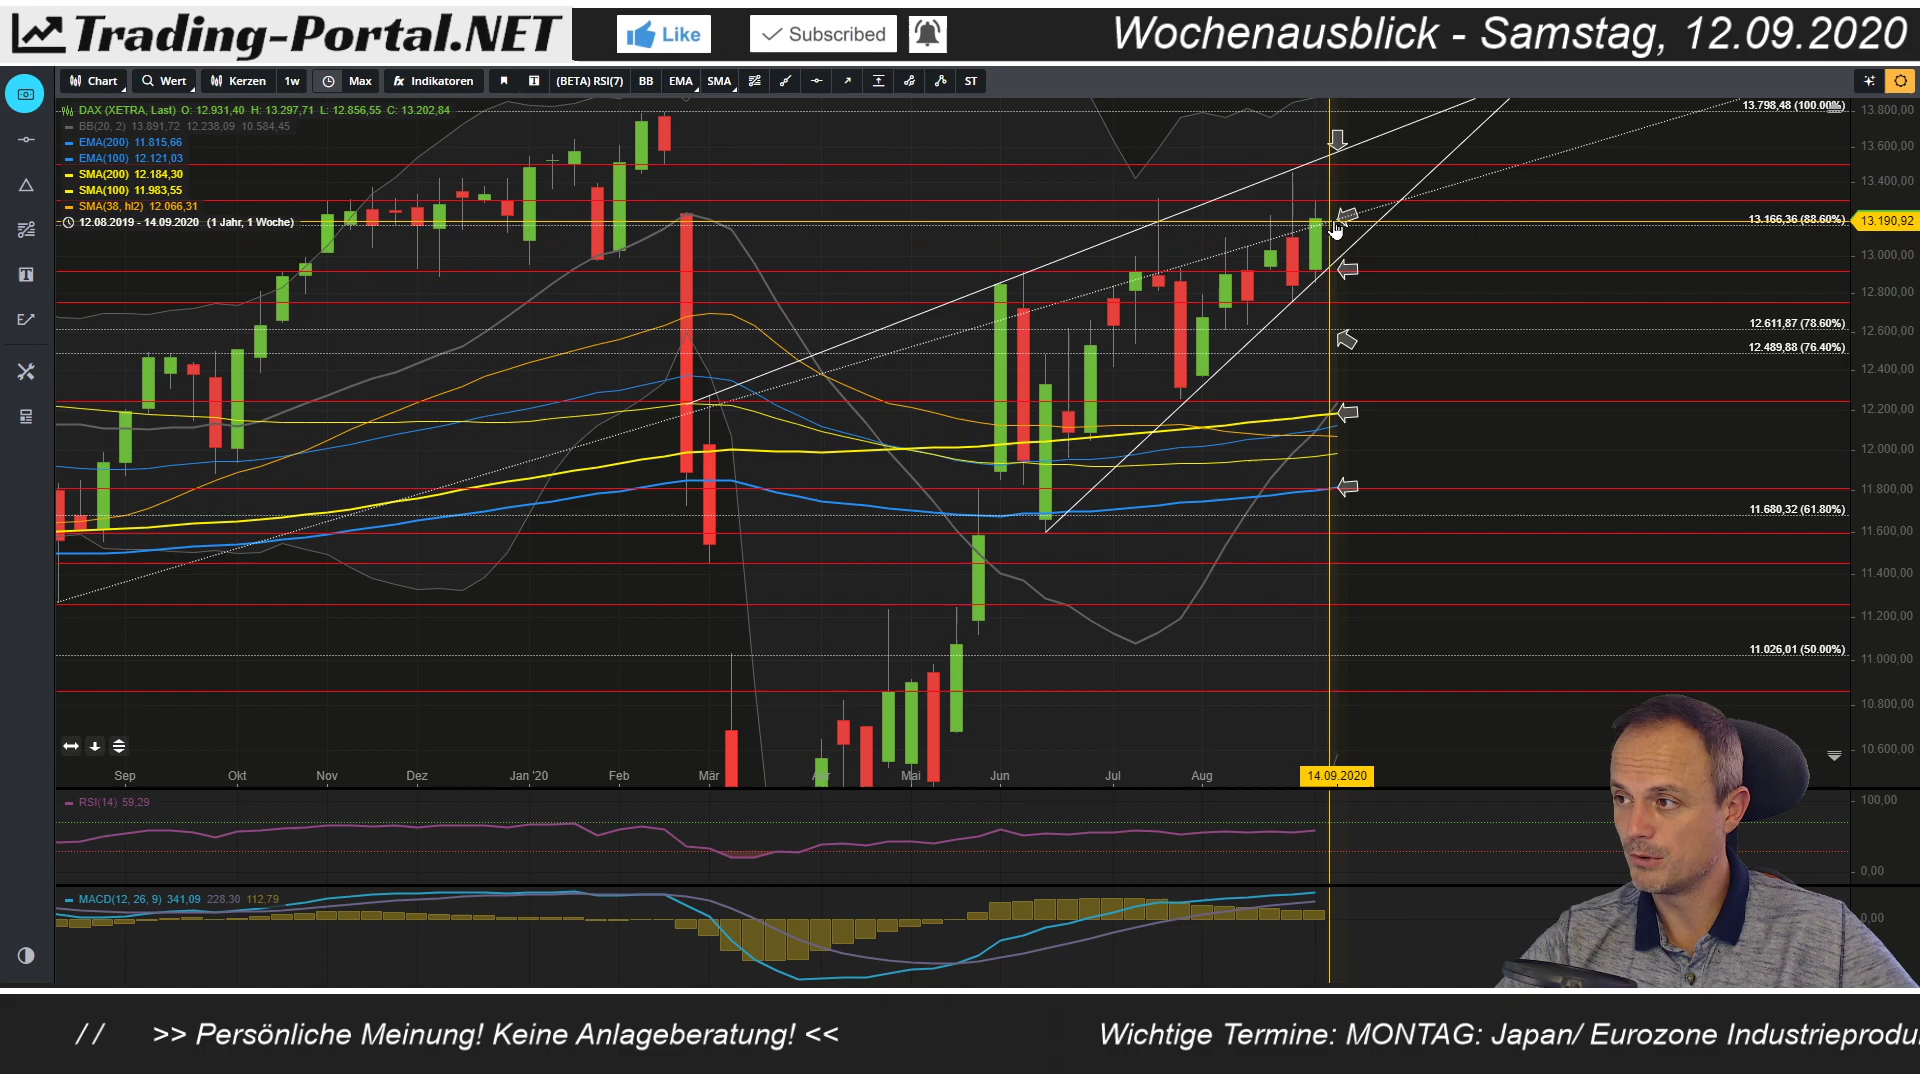 Trading-Portal.NET
Like
Subscribed
Wochenausblick - Samstag, 12.09.2020
Chart
Wert
Kerzen
1w
Max
fx Indikatoren
T
(BETA) RSI(7)
BB
EMA
SMA
ST
DAX (XETRA, Last) O: 12.931,40 H: 13.297,71 L: 12.856,55 C: 13.202,84
BB(20, 2) 13.891,72 12.238,09 10.584,45
EMA(200) 11.815,66
EMA(100) 12.121,03
SMA(200) 12.184,30
SMA(100) 11.983,55
SMA(38, hl2) 12.066,31
12.08.2019 - 14.09.2020 (1 Jahr, 1 Woche)
13.798,48 (100.00%)
13.166,36 (88.60%)
12.611,87 (78.60%)
12.489,88 (76.40%)
11.680,32 (61.80%)
11.026,01 (50.00%)
13.800,00
13.600,00
13.400,00
13.190,92
13.000,00
12.800,00
12.600,00
12.400,00
12.200,00
12.000,00
11.800,00
11.600,00
11.400,00
11.200,00
11.000,00
10.800,00
10.600,00
Sep
Okt
Nov
Dez
Jan '20
Feb
Mär
Apr
Mai
Jun
Jul
Aug
14.09.2020
RSI(14) 59,29
100,00
0,00
MACD(12, 26, 9) 341,09 228,30 112,79
0,00
// >> Persönliche Meinung! Keine Anlageberatung! <<
Wichtige Termine: MONTAG: Japan/ Eurozone Industrieprodu